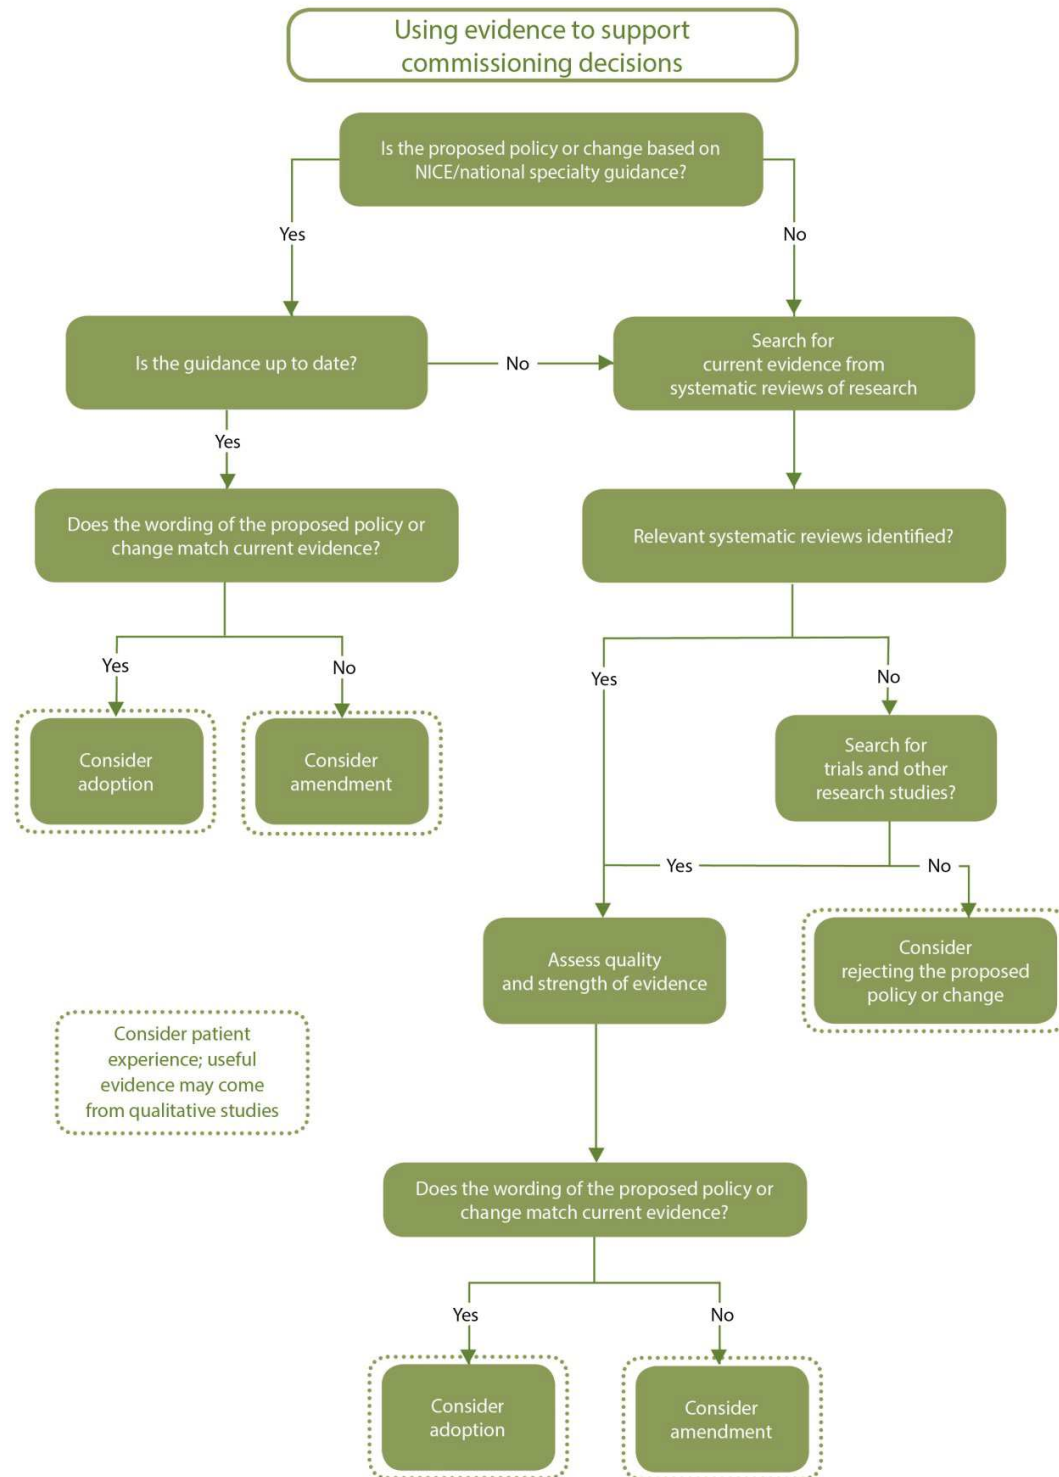 Using evidence to support
commissioning decisions
Is the proposed policy or change based on
NICE/national specialty guidance?
Yes
No
Is the guidance up to date?
No
Search for
current evidence from
systematic reviews of research
Yes
Does the wording of the proposed policy or
change match current evidence?
Relevant systematic reviews identified?
Yes
No
Yes
No
Consider
adoption
Consider
amendment
Search for
trials and other
research studies?
Yes
No
Assess quality
and strength of evidence
Consider
rejecting the proposed
policy or change
Consider patient
experience; useful
evidence may come
from qualitative studies
Does the wording of the proposed policy or
change match current evidence?
Yes
No
Consider
adoption
Consider
amendment